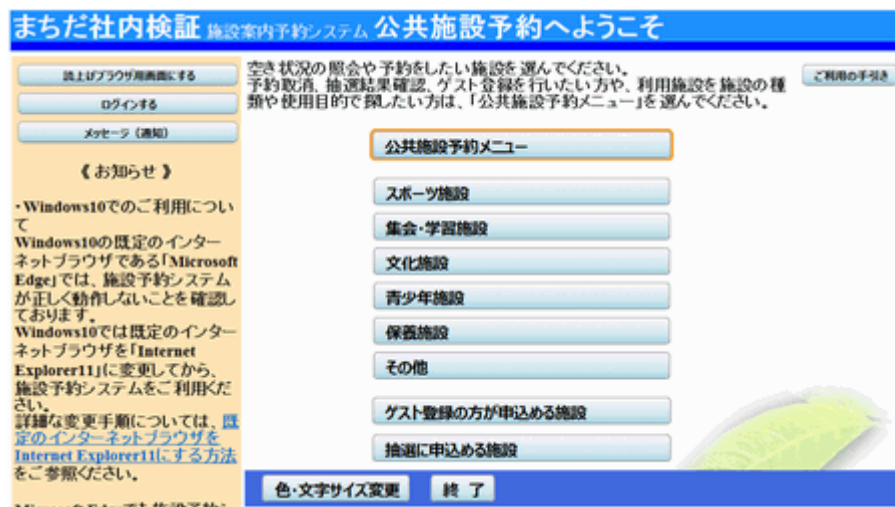 まちだ社内検証 施設案内予約システム 公共施設予約へようこそ
読上げブラウザ用画面にする
ログインする
メッセージ（通知）
《お知らせ》
・Windows10でのご利用につい
て
Windows10の既定のインター
ネットブラウザである「Microsoft
Edge」では、施設予約システム
が正しく動作しないことを確認し
ております。
Windows10では既定のインター
ネットブラウザを「Internet
Explorer11」に変更してから、
施設予約システムをご利用くだ
さい。
詳細な変更手順については、既
定のインターネットブラウザを
Internet Explorer11にする方法
をご参照ください。
空き状況の照会や予約をしたい施設を選んでください。
予約取消、抽選結果確認、ゲスト登録を行いたい方や、利用施設を施設の種
類や使用目的で探したい方は、「公共施設予約メニュー」を選んでください。
ご利用の手引き
公共施設予約メニュー
スポーツ施設
集会・学習施設
文化施設
青少年施設
保養施設
その他
ゲスト登録の方が申込める施設
抽選に申込める施設
色・文字サイズ変更
終 了